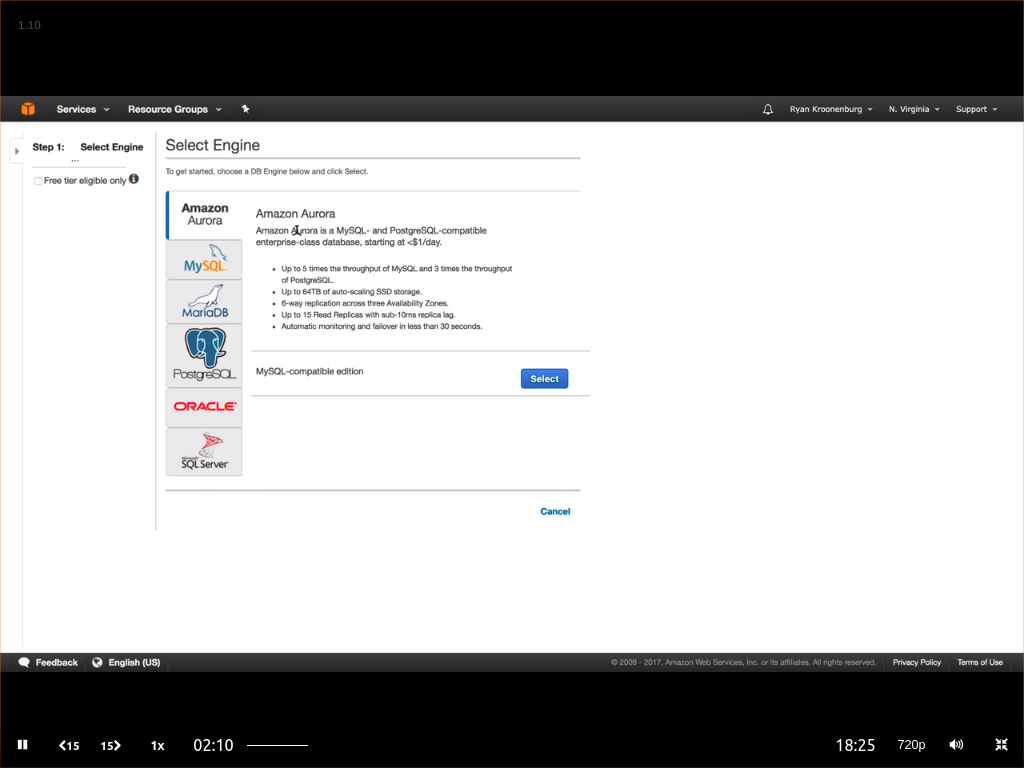 1.10
Services
Resource Groups
Ryan Kroonenburg
N. Virginia
Support
Step 1: Select Engine
...
Free tier eligible only
Select Engine
To get started, choose a DB Engine below and click Select.
Amazon
Aurora
MySQL
MariaDB
PostgreSQL
ORACLE
Microsoft
SQL Server
Amazon Aurora
Amazon Aurora is a MySQL- and PostgreSQL-compatible
enterprise-class database, starting at <$1/day.
Up to 5 times the throughput of MySQL and 3 times the throughput
of PostgreSQL.
Up to 64TB of auto-scaling SSD storage.
6-way replication across three Availability Zones.
Up to 15 Read Replicas with sub-10ms replica lag.
Automatic monitoring and failover in less than 30 seconds.
MySQL-compatible edition
Select
Cancel
Feedback
English (US)
© 2008 - 2017, Amazon Web Services, Inc. or its affiliates. All rights reserved.
Privacy Policy
Terms of Use
15
15
1x
02:10
18:25
720p